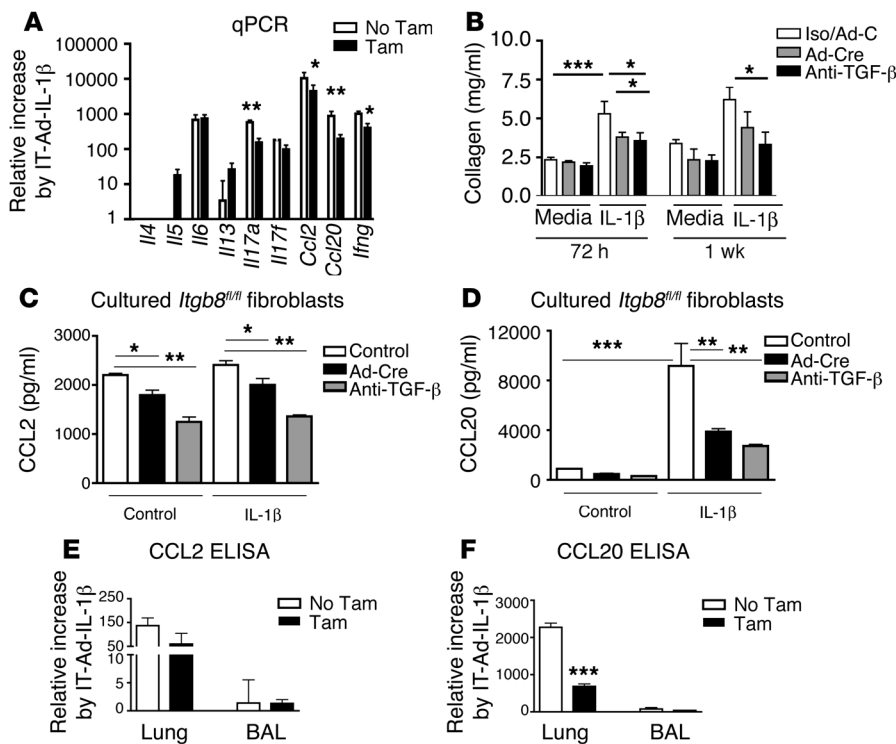 A
qPCR
No Tam
Tam
Relative increase
by IT-Ad-IL-1β
100000
10000
1000
100
10
1
*
**
**
*
Il4
Il5
Il6
Il13
Il17a
Il17f
Ccl2
Ccl20
Ifng
B
Iso/Ad-C
Ad-Cre
Anti-TGF-β
Collagen (mg/ml)
10.0
7.5
5.0
2.5
0.0
***
*
*
*
Media
IL-1β
Media
IL-1β
72 h
1 wk
C
Cultured Itgb8fl/fl fibroblasts
Control
Ad-Cre
Anti-TGF-β
CCL2 (pg/ml)
3000
2000
1000
0
*
**
*
**
Control
IL-1β
D
Cultured Itgb8fl/fl fibroblasts
Control
Ad-Cre
Anti-TGF-β
CCL20 (pg/ml)
12000
8000
4000
0
***
**
**
Control
IL-1β
E
CCL2 ELISA
No Tam
Tam
Relative increase
by IT-Ad-IL-1β
250
150
50
10
5
0
Lung
BAL
F
CCL20 ELISA
No Tam
Tam
Relative increase
by IT-Ad-IL-1β
3000
2000
1000
0
***
Lung
BAL